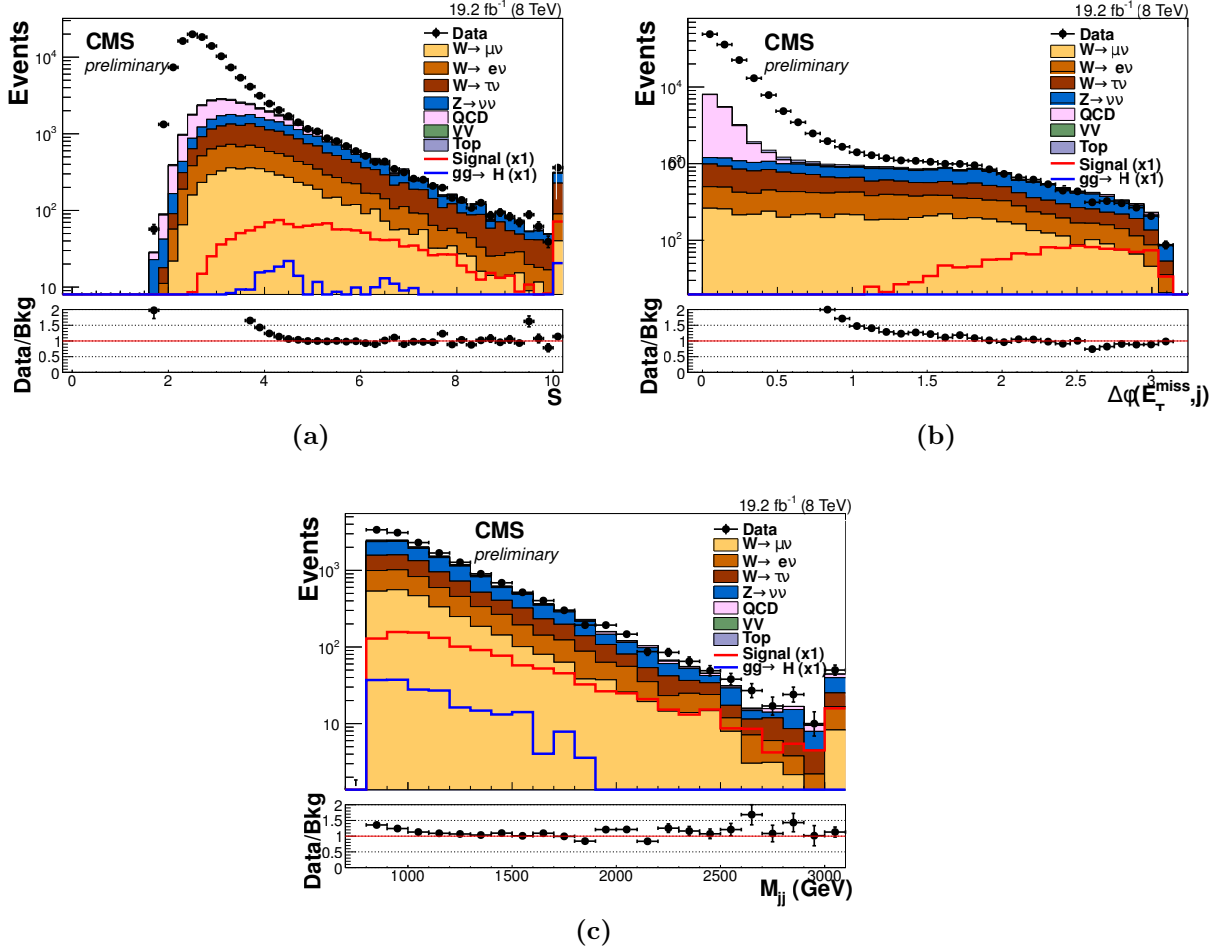 19.2 fb⁻¹ (8 TeV)
Events
CMS
preliminary
Data
W→ μν
W→ eν
W→ τν
Z→ νν
QCD
VV
Top
Signal (x1)
gg→ H (x1)
10⁴
10³
10²
10
Data/Bkg
2
1.5
1
0.5
0
0 2 4 6 8 10
S
(a)
19.2 fb⁻¹ (8 TeV)
Events
CMS
preliminary
Data
W→ μν
W→ eν
W→ τν
Z→ νν
QCD
VV
Top
Signal (x1)
gg→ H (x1)
10⁴
10³
10²
Data/Bkg
2
1.5
1
0.5
0
0 0.5 1 1.5 2 2.5 3
Δφ(E_T^miss,j)
(b)
19.2 fb⁻¹ (8 TeV)
Events
CMS
preliminary
Data
W→ μν
W→ eν
W→ τν
Z→ νν
QCD
VV
Top
Signal (x1)
gg→ H (x1)
10³
10²
10
1
Data/Bkg
2
1.5
1
0.5
0
1000 1500 2000 2500 3000
M_jj (GeV)
(c)